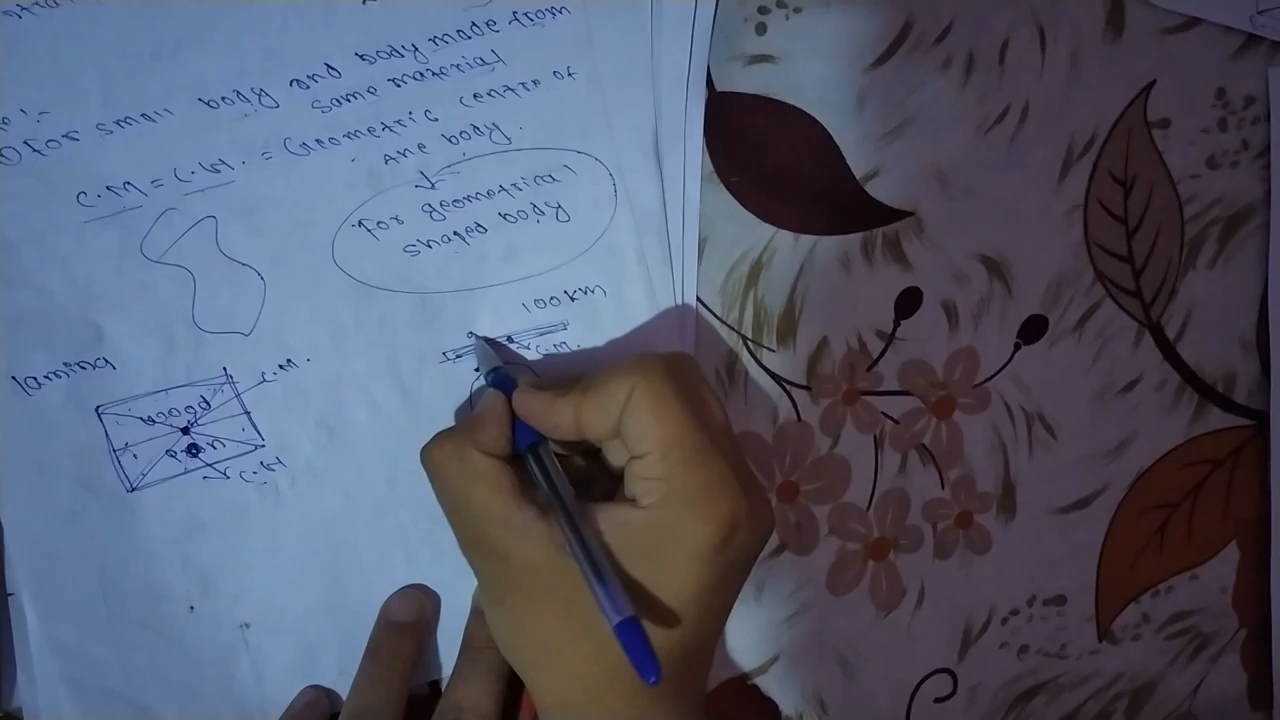 ① For small body and body made from
same material
C.M = C.G. = Geometric centre of
the body.
For geometrical
shaped body
100 km
C.M.
lamina
C.M.
wood
C.G